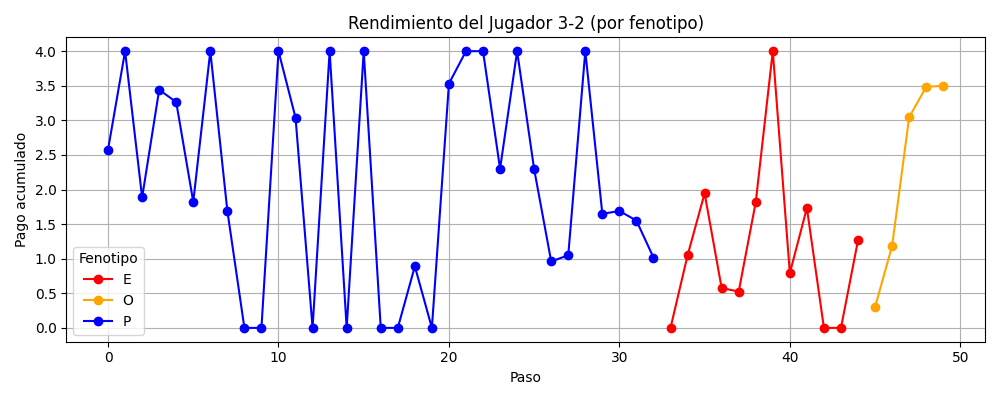 Rendimiento del Jugador 3-2 (por fenotipo)
Pago acumulado
4.0
3.5
3.0
2.5
2.0
1.5
1.0
0.5
0.0
Fenotipo
E
O
P
0 10 20 30 40 50
Paso